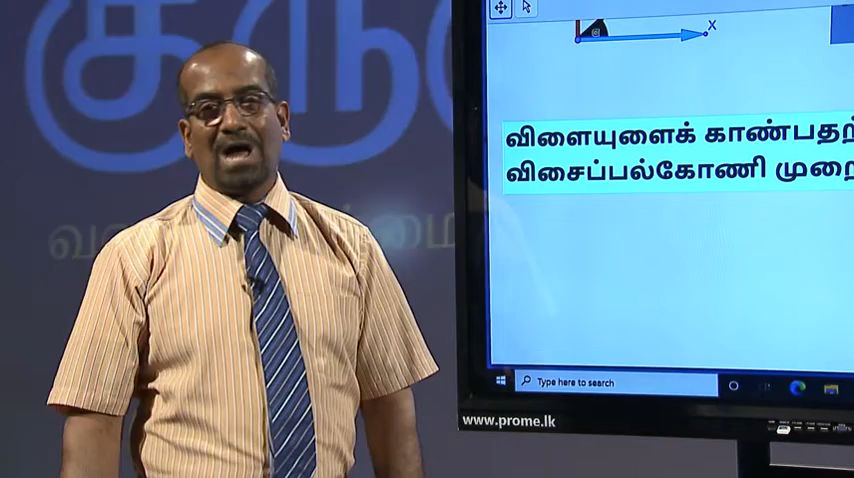 குரு
X
விளையுளைக் காண்பதற்
விசைப்பல்கோணி முறை
Type here to search
www.prome.lk